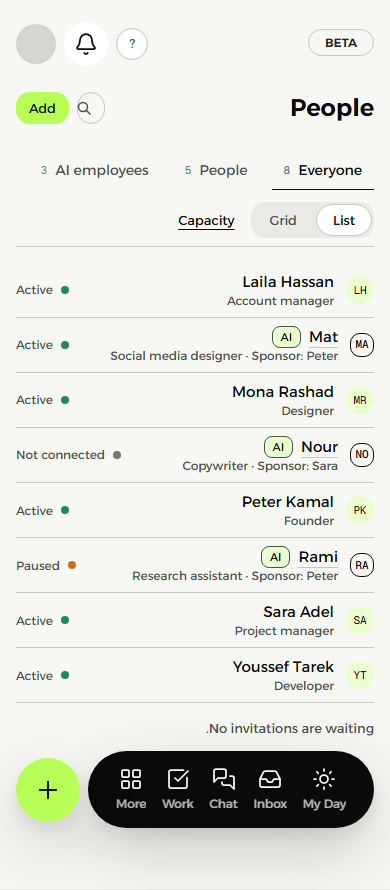 BETA
?
People
Add
Everyone 8
People 5
AI employees 3
List
Grid
Capacity
LH
Laila Hassan
Account manager
Active
MA
Mat AI
Social media designer · Sponsor: Peter
Active
MR
Mona Rashad
Designer
Active
NO
Nour AI
Copywriter · Sponsor: Sara
Not connected
PK
Peter Kamal
Founder
Active
RA
Rami AI
Research assistant · Sponsor: Peter
Paused
SA
Sara Adel
Project manager
Active
YT
Youssef Tarek
Developer
Active
.No invitations are waiting
My Day
Inbox
Chat
Work
More